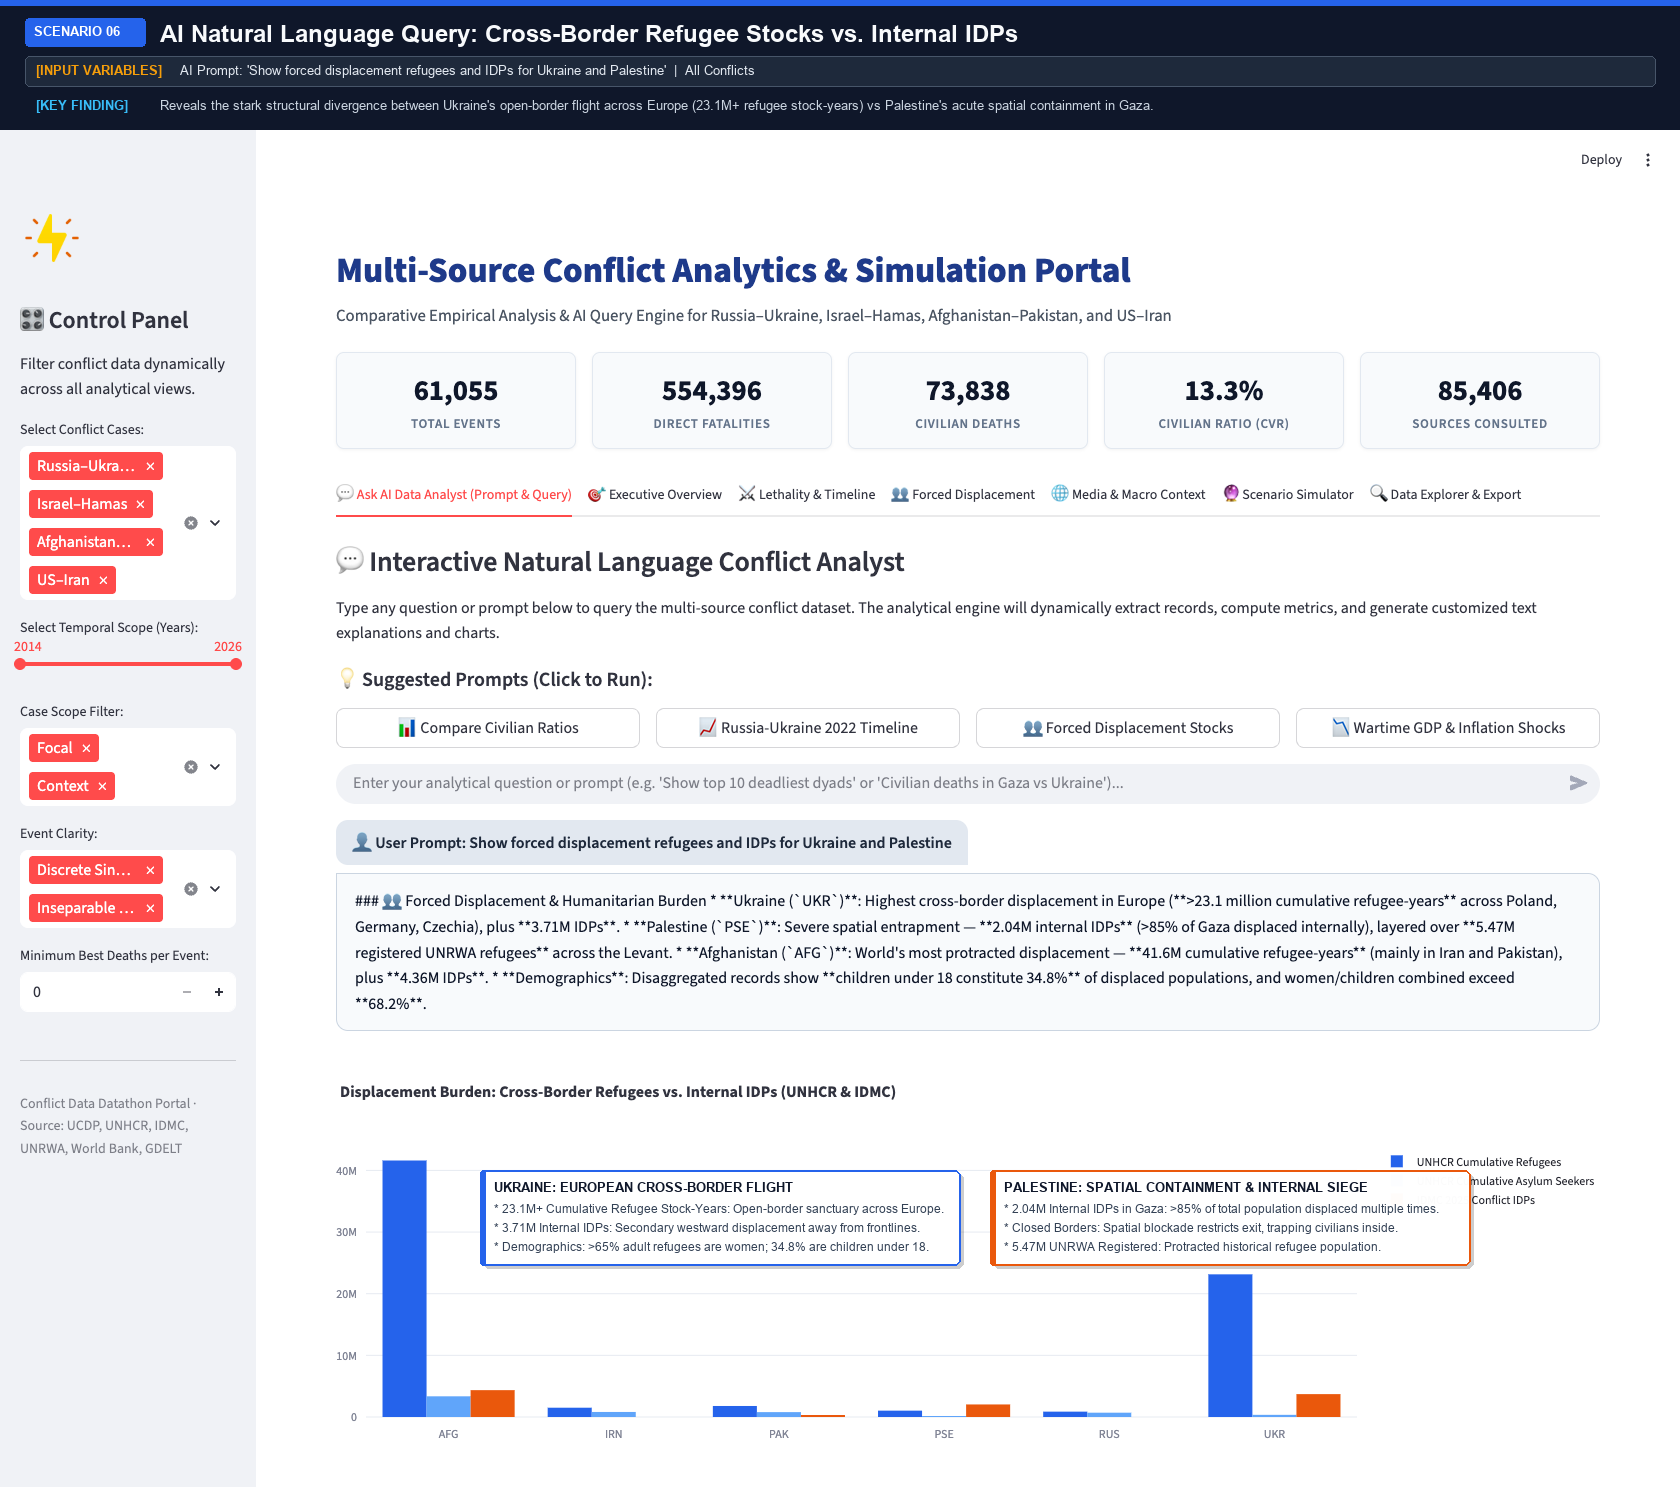 SCENARIO 06
AI Natural Language Query: Cross-Border Refugee Stocks vs. Internal IDPs
[INPUT VARIABLES] AI Prompt: 'Show forced displacement refugees and IDPs for Ukraine and Palestine' | All Conflicts
[KEY FINDING] Reveals the stark structural divergence between Ukraine's open-border flight across Europe (23.1M+ refugee stock-years) vs Palestine's acute spatial containment in Gaza.
Deploy
Control Panel
Filter conflict data dynamically
across all analytical views.
Select Conflict Cases:
Russia–Ukra... ×
Israel–Hamas ×
Afghanistan... ×
US–Iran ×
Select Temporal Scope (Years):
2014 2026
Case Scope Filter:
Focal ×
Context ×
Event Clarity:
Discrete Sin... ×
Inseparable ... ×
Minimum Best Deaths per Event:
0 − +
Conflict Data Datathon Portal ·
Source: UCDP, UNHCR, IDMC,
UNRWA, World Bank, GDELT
Multi-Source Conflict Analytics & Simulation Portal
Comparative Empirical Analysis & AI Query Engine for Russia–Ukraine, Israel–Hamas, Afghanistan–Pakistan, and US–Iran
61,055
TOTAL EVENTS
554,396
DIRECT FATALITIES
73,838
CIVILIAN DEATHS
13.3%
CIVILIAN RATIO (CVR)
85,406
SOURCES CONSULTED
Ask AI Data Analyst (Prompt & Query) Executive Overview Lethality & Timeline Forced Displacement Media & Macro Context Scenario Simulator Data Explorer & Export
Interactive Natural Language Conflict Analyst
Type any question or prompt below to query the multi-source conflict dataset. The analytical engine will dynamically extract records, compute metrics, and generate customized text
explanations and charts.
Suggested Prompts (Click to Run):
Compare Civilian Ratios
Russia-Ukraine 2022 Timeline
Forced Displacement Stocks
Wartime GDP & Inflation Shocks
Enter your analytical question or prompt (e.g. 'Show top 10 deadliest dyads' or 'Civilian deaths in Gaza vs Ukraine')...
User Prompt: Show forced displacement refugees and IDPs for Ukraine and Palestine
### Forced Displacement & Humanitarian Burden * **Ukraine (`UKR`)**: Highest cross-border displacement in Europe (**>23.1 million cumulative refugee-years** across Poland,
Germany, Czechia), plus **3.71M IDPs**. * **Palestine (`PSE`)**: Severe spatial entrapment — **2.04M internal IDPs** (>85% of Gaza displaced internally), layered over **5.47M
registered UNRWA refugees** across the Levant. * **Afghanistan (`AFG`)**: World's most protracted displacement — **41.6M cumulative refugee-years** (mainly in Iran and Pakistan),
plus **4.36M IDPs**. * **Demographics**: Disaggregated records show **children under 18 constitute 34.8%** of displaced populations, and women/children combined exceed
**68.2%**.
Displacement Burden: Cross-Border Refugees vs. Internal IDPs (UNHCR & IDMC)
UNHCR Cumulative Refugees
mulative Asylum Seekers
Conflict IDPs
UKRAINE: EUROPEAN CROSS-BORDER FLIGHT
* 23.1M+ Cumulative Refugee Stock-Years: Open-border sanctuary across Europe.
* 3.71M Internal IDPs: Secondary westward displacement away from frontlines.
* Demographics: >65% adult refugees are women; 34.8% are children under 18.
PALESTINE: SPATIAL CONTAINMENT & INTERNAL SIEGE
* 2.04M Internal IDPs in Gaza: >85% of total population displaced multiple times.
* Closed Borders: Spatial blockade restricts exit, trapping civilians inside.
* 5.47M UNRWA Registered: Protracted historical refugee population.
40M
30M
20M
10M
0
AFG IRN PAK PSE RUS UKR